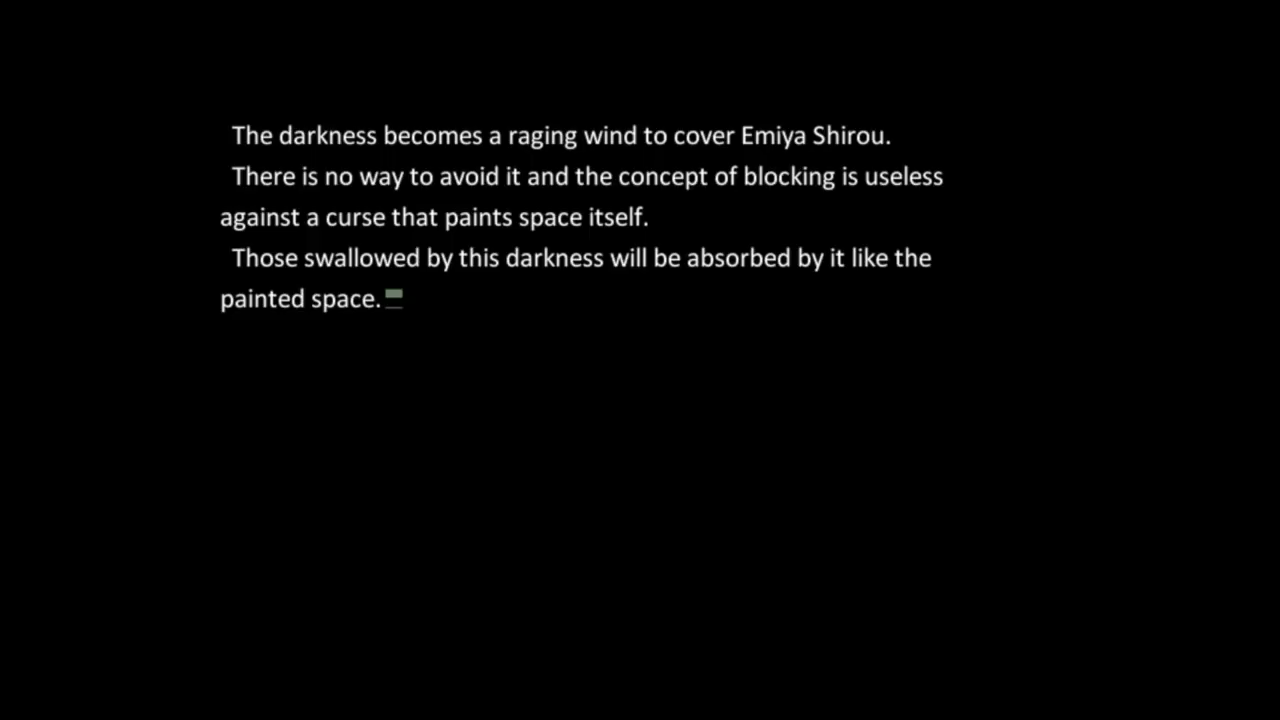 The darkness becomes a raging wind to cover Emiya Shirou.
There is no way to avoid it and the concept of blocking is useless
against a curse that paints space itself.
Those swallowed by this darkness will be absorbed by it like the
painted space.